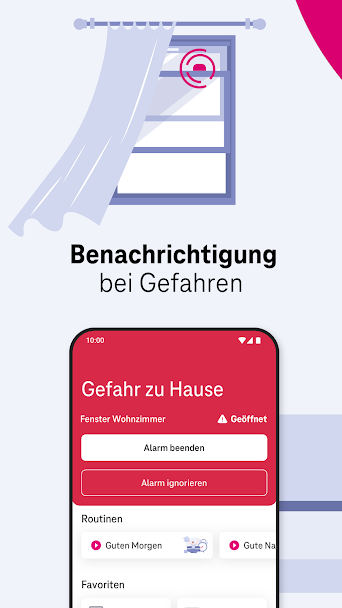 Benachrichtigung
bei Gefahren
10:00
Gefahr zu Hause
Fenster Wohnzimmer Geöffnet
Alarm beenden
Alarm ignorieren
Routinen
Guten Morgen Gute Na
Favoriten